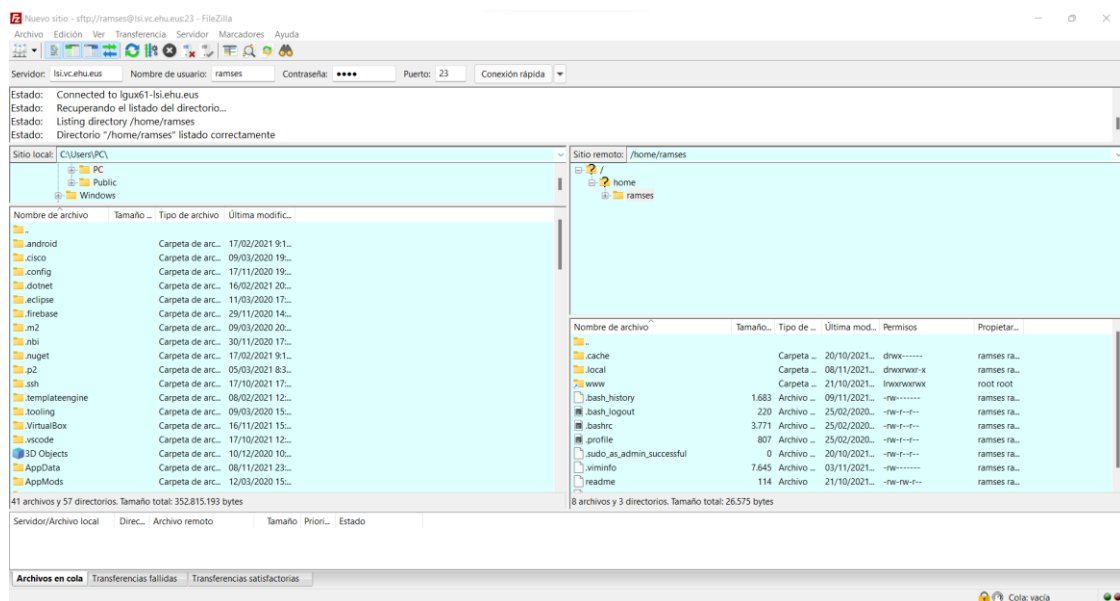 Nuevo sitio - sftp://ramses@lsi.vc.ehu.eus:23 - FileZilla
Archivo Edición Ver Transferencia Servidor Marcadores Ayuda
Servidor: lsi.vc.ehu.eus Nombre de usuario: ramses Contraseña: •••• Puerto: 23 Conexión rápida
Estado: Connected to lgux61-lsi.ehu.eus
Estado: Recuperando el listado del directorio...
Estado: Listing directory /home/ramses
Estado: Directorio "/home/ramses" listado correctamente
Sitio local: C:\Users\PC\
PC
Public
Windows
Nombre de archivo Tamaño ... Tipo de archivo Última modific...
..
.android Carpeta de arc... 17/02/2021 9:1...
.cisco Carpeta de arc... 09/03/2020 19:...
.config Carpeta de arc... 17/11/2020 19:...
.dotnet Carpeta de arc... 16/02/2021 20:...
.eclipse Carpeta de arc... 11/03/2020 17:...
.firebase Carpeta de arc... 29/11/2020 14:...
.m2 Carpeta de arc... 09/03/2020 20:...
.nbi Carpeta de arc... 30/11/2020 17:...
.nuget Carpeta de arc... 17/02/2021 9:1...
.p2 Carpeta de arc... 05/03/2021 8:3...
.ssh Carpeta de arc... 17/10/2021 17:...
.templateengine Carpeta de arc... 08/02/2021 12:...
.tooling Carpeta de arc... 09/03/2020 15:...
.VirtualBox Carpeta de arc... 16/11/2021 15:...
.vscode Carpeta de arc... 17/10/2021 12:...
3D Objects Carpeta de arc... 10/12/2020 10:...
AppData Carpeta de arc... 08/11/2021 23:...
AppMods Carpeta de arc... 12/03/2020 15:...
41 archivos y 57 directorios. Tamaño total: 352.815.193 bytes
Sitio remoto: /home/ramses
/
home
ramses
Nombre de archivo Tamaño... Tipo de ... Última mod... Permisos Propietar...
..
.cache Carpeta ... 20/10/2021... drwx------ ramses ra...
.local Carpeta ... 08/11/2021... drwxrwxr-x ramses ra...
www Carpeta ... 21/10/2021... lrwxrwxrwx root root
.bash_history 1.683 Archivo ... 09/11/2021... -rw------- ramses ra...
.bash_logout 220 Archivo ... 25/02/2020... -rw-r--r-- ramses ra...
.bashrc 3.771 Archivo ... 25/02/2020... -rw-r--r-- ramses ra...
.profile 807 Archivo ... 25/02/2020... -rw-r--r-- ramses ra...
.sudo_as_admin_successful 0 Archivo ... 20/10/2021... -rw-r--r-- ramses ra...
.viminfo 7.645 Archivo ... 03/11/2021... -rw------- ramses ra...
readme 114 Archivo 21/10/2021... -rw-rw-r-- ramses ra...
8 archivos y 3 directorios. Tamaño total: 26.575 bytes
Servidor/Archivo local Direc... Archivo remoto Tamaño Priori... Estado
Archivos en cola Transferencias fallidas Transferencias satisfactorias
Cola: vacía